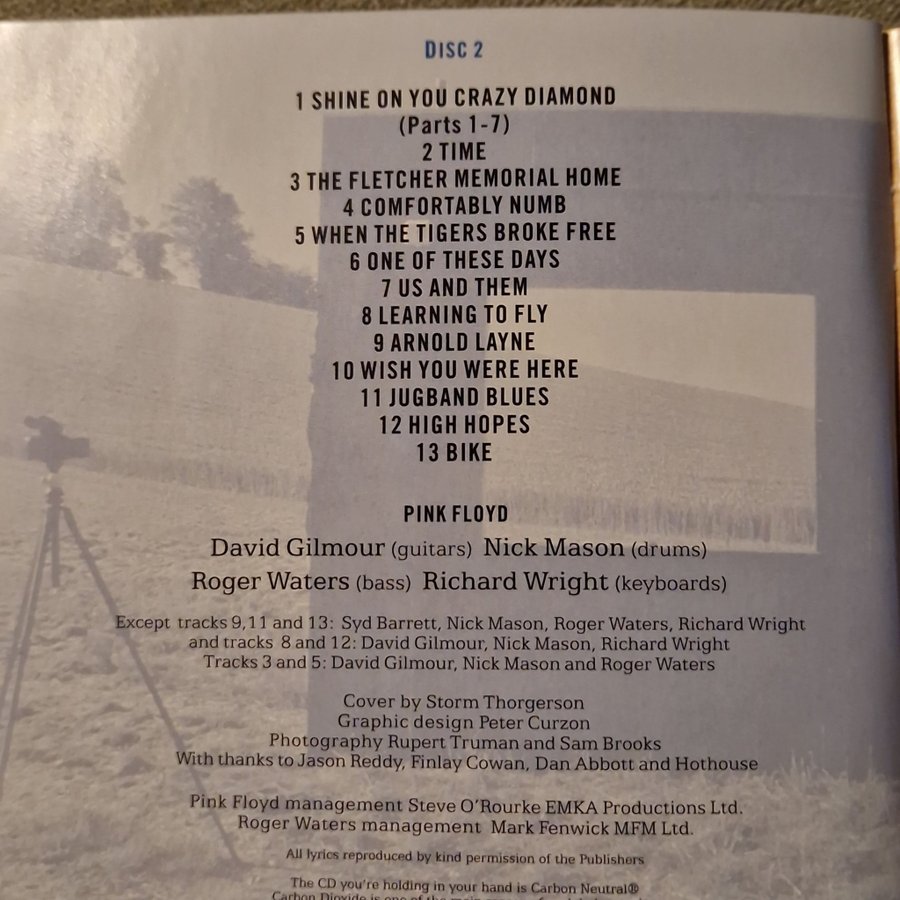 DISC 2
1 SHINE ON YOU CRAZY DIAMOND
(Parts 1-7)
2 TIME
3 THE FLETCHER MEMORIAL HOME
4 COMFORTABLY NUMB
5 WHEN THE TIGERS BROKE FREE
6 ONE OF THESE DAYS
7 US AND THEM
8 LEARNING TO FLY
9 ARNOLD LAYNE
10 WISH YOU WERE HERE
11 JUGBAND BLUES
12 HIGH HOPES
13 BIKE
PINK FLOYD
David Gilmour (guitars) Nick Mason (drums)
Roger Waters (bass) Richard Wright (keyboards)
Except tracks 9,11 and 13: Syd Barrett, Nick Mason, Roger Waters, Richard Wright
and tracks 8 and 12: David Gilmour, Nick Mason, Richard Wright
Tracks 3 and 5: David Gilmour, Nick Mason and Roger Waters
Cover by Storm Thorgerson
Graphic design Peter Curzon
Photography Rupert Truman and Sam Brooks
With thanks to Jason Reddy, Finlay Cowan, Dan Abbott and Hothouse
Pink Floyd management Steve O'Rourke EMKA Productions Ltd.
Roger Waters management Mark Fenwick MFM Ltd.
All lyrics reproduced by kind permission of the Publishers
The CD you're holding in your hand is Carbon Neutral®
Carbon Dioxide is one of the main